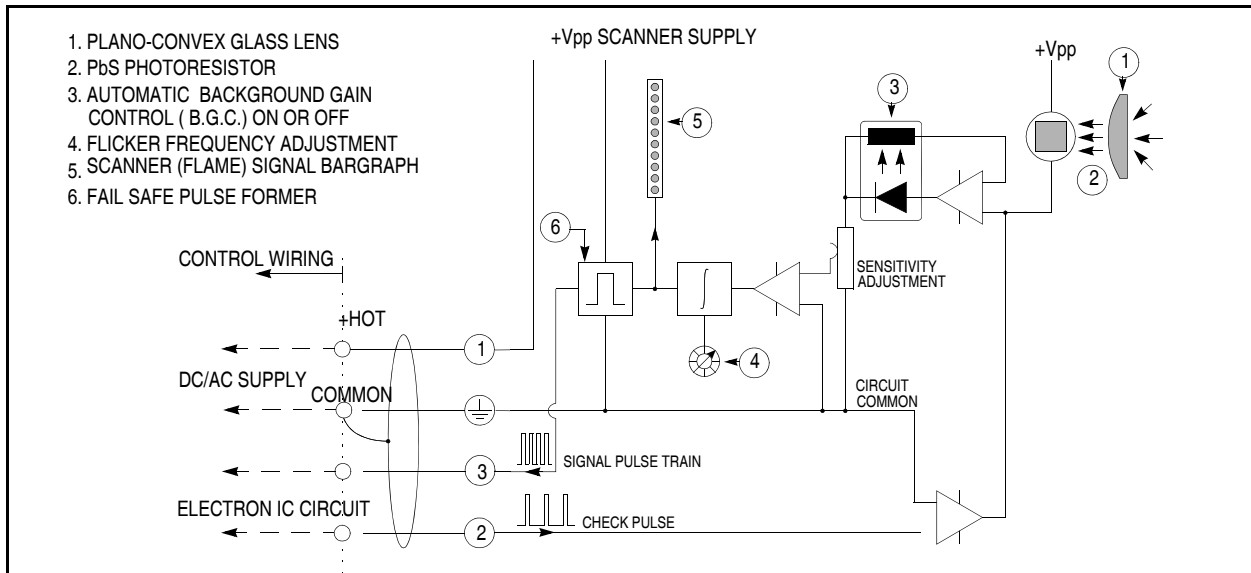 1. PLANO-CONVEX GLASS LENS
2. PbS PHOTORESISTOR
3. AUTOMATIC BACKGROUND GAIN
CONTROL ( B.G.C.) ON OR OFF
4. FLICKER FREQUENCY ADJUSTMENT
5. SCANNER (FLAME) SIGNAL BARGRAPH
6. FAIL SAFE PULSE FORMER
+Vpp SCANNER SUPPLY
+Vpp
1
3
5
2
6
SENSITIVITY
ADJUSTMENT
4
CONTROL WIRING
+HOT
1
DC/AC SUPPLY
COMMON
CIRCUIT
COMMON
3
SIGNAL PULSE TRAIN
ELECTRON IC CIRCUIT
2
CHECK PULSE